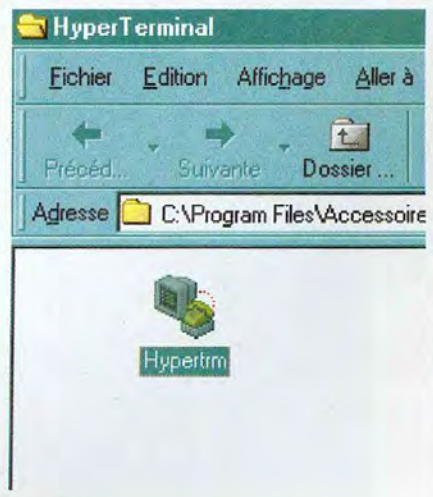 HyperTerminal
Fichier Edition Affichage Aller à
Précéd... Suivante Dossier ...
Adresse C:\Program Files\Accessoire
Hypertrm